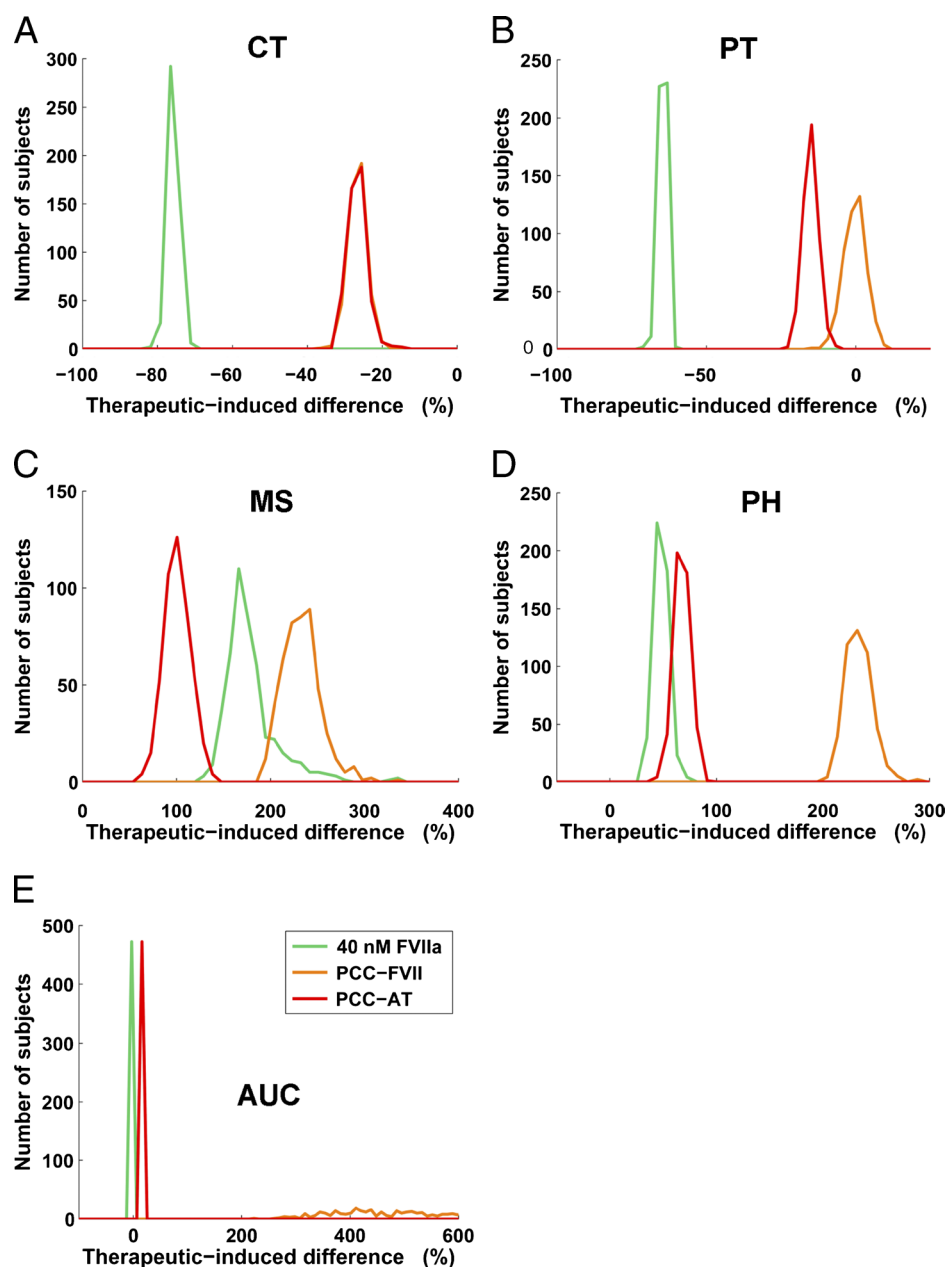 A
CT
Number of subjects
300
250
200
150
100
50
0
−100
−80
−60
−40
−20
0
Therapeutic−induced difference (%)
B
PT
Number of subjects
250
200
150
100
50
0
0
−100
−50
0
Therapeutic−induced difference (%)
C
MS
Number of subjects
150
100
50
0
0
100
200
300
400
Therapeutic−induced difference (%)
D
PH
Number of subjects
250
200
150
100
50
0
0
100
200
300
Therapeutic−induced difference (%)
E
Number of subjects
500
400
300
200
100
0
40 nM FVIIa
PCC−FVII
PCC−AT
AUC
0
200
400
600
Therapeutic−induced difference (%)